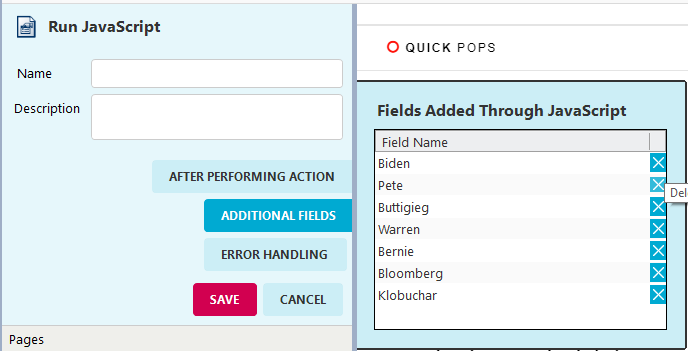 Run JavaScript
Name
Description
AFTER PERFORMING ACTION
ADDITIONAL FIELDS
ERROR HANDLING
SAVE CANCEL
Pages
QUICK POPS
Fields Added Through JavaScript
Field Name
Biden
Pete
Del
Buttigieg
Warren
Bernie
Bloomberg
Klobuchar